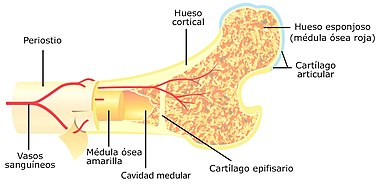 Hueso
cortical
Hueso esponjoso
(médula ósea roja)
Periostio
Cartílago
articular
Vasos
sanguíneos
Médula ósea
amarilla
Cavidad medular
Cartílago epifisario